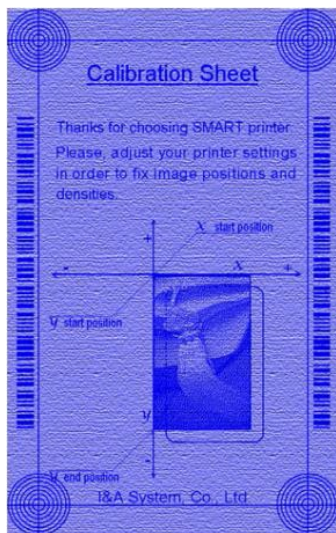 Calibration Sheet
Thanks for choosing SMART printer
Please, adjust your printer settings
in order to fix image positions and
densities.
+
X start position
-
X
+
y start position
y
-
y end position
I&A System, Co., Ltd